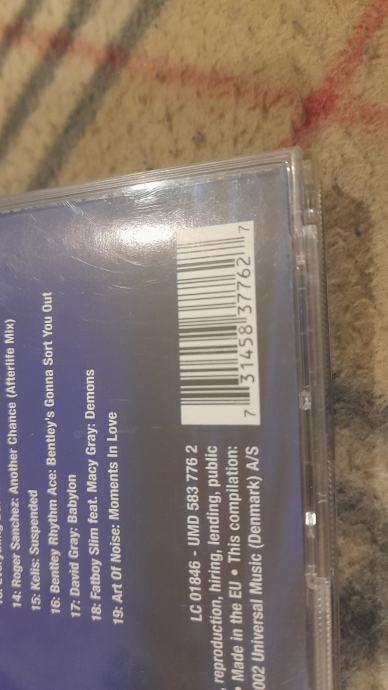 14: Roger Sanchez: Another Chance (Afterlife Mix)
15: Kelis: Suspended
16: Bentley Rhythm Ace: Bentley's Gonna Sort You Out
17: David Gray: Babylon
18: Fatboy Slim feat. Macy Gray: Demons
19: Art Of Noise: Moments In Love
7 31458 37762 7
LC 01846 - UMD 583 776 2
reproduction, hiring, lending, public
• Made in the EU • This compilation:
002 Universal Music (Denmark) A/S